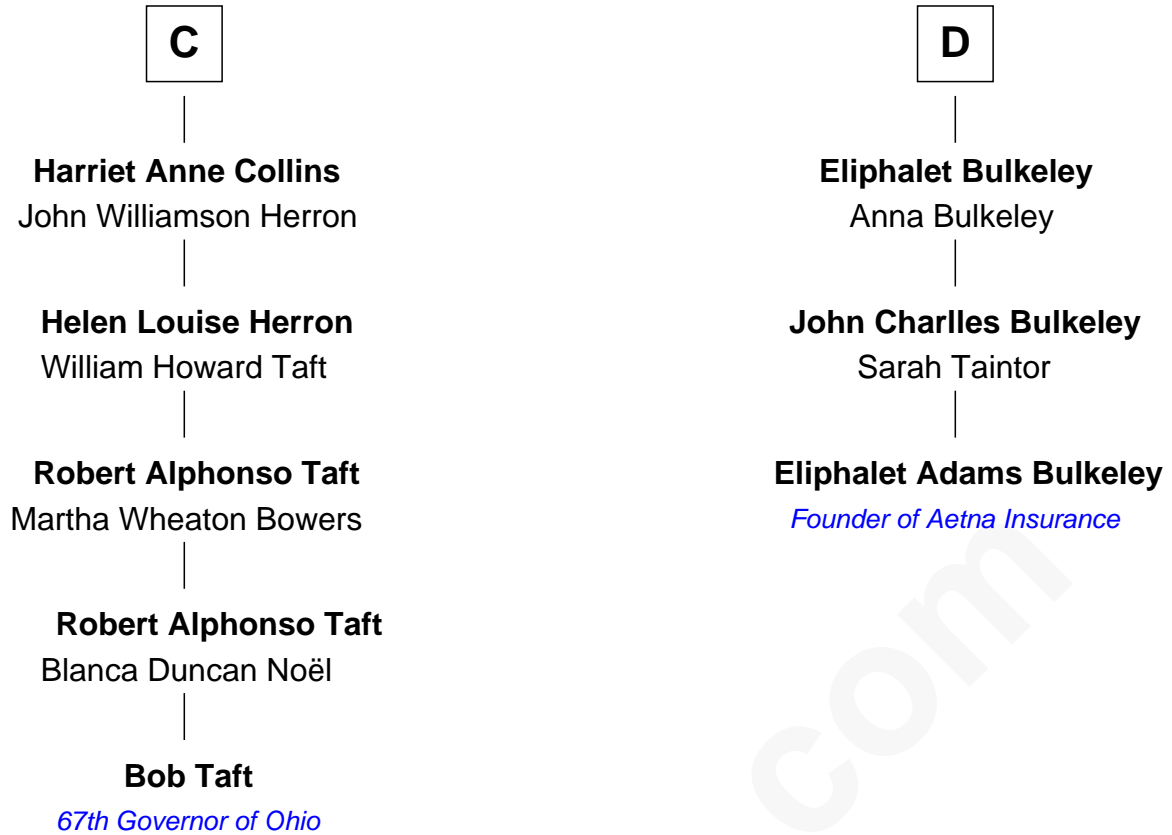 C
Harriet Anne Collins
John Williamson Herron
Helen Louise Herron
William Howard Taft
Robert Alphonso Taft
Martha Wheaton Bowers
Robert Alphonso Taft
Blanca Duncan Noël
Bob Taft
67th Governor of Ohio
D
Eliphalet Bulkeley
Anna Bulkeley
John Charlles Bulkeley
Sarah Taintor
Eliphalet Adams Bulkeley
Founder of Aetna Insurance
com